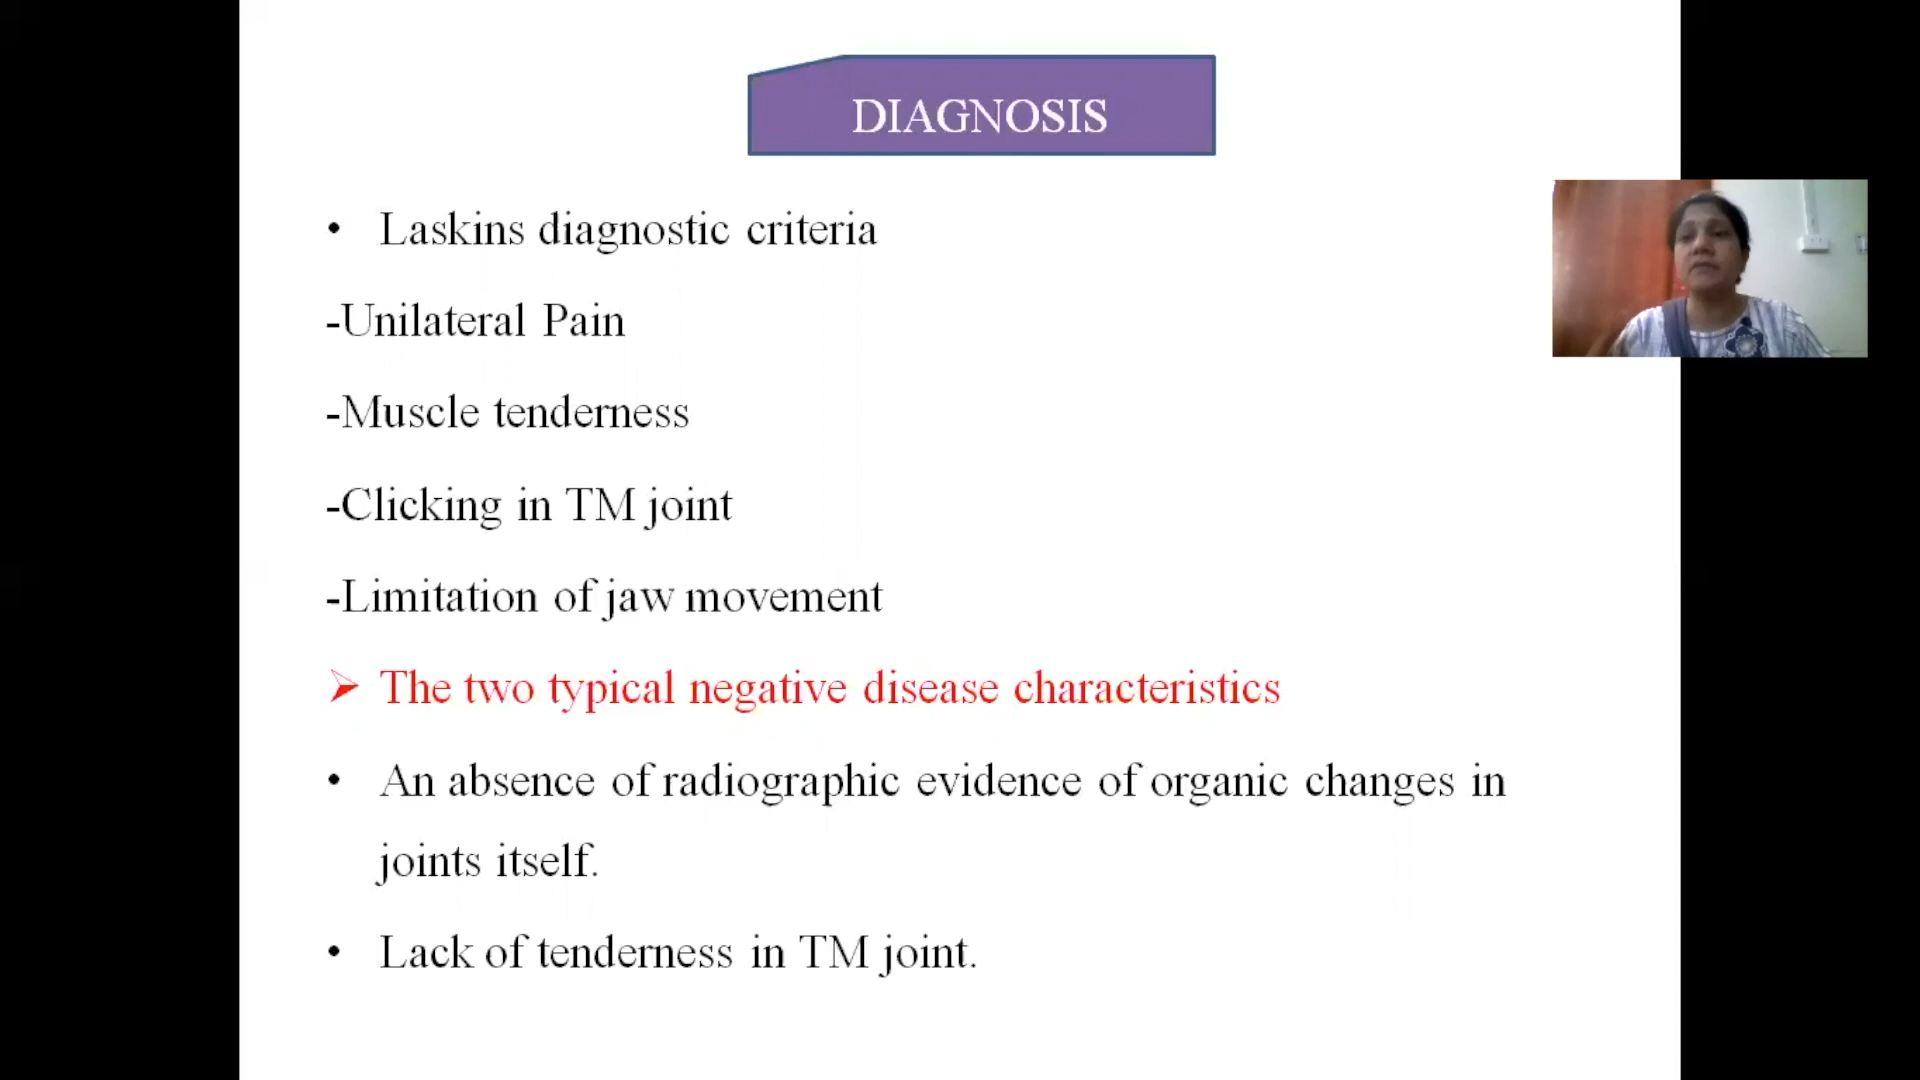 DIAGNOSIS
• Laskins diagnostic criteria
-Unilateral Pain
-Muscle tenderness
-Clicking in TM joint
-Limitation of jaw movement
➢ The two typical negative disease characteristics
• An absence of radiographic evidence of organic changes in
joints itself.
• Lack of tenderness in TM joint.